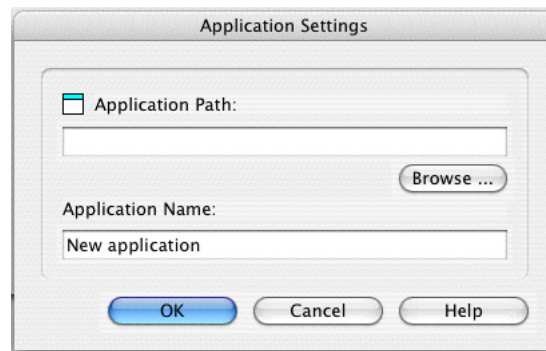 Application Settings
Application Path:
Browse ...
Application Name:
New application
OK Cancel Help